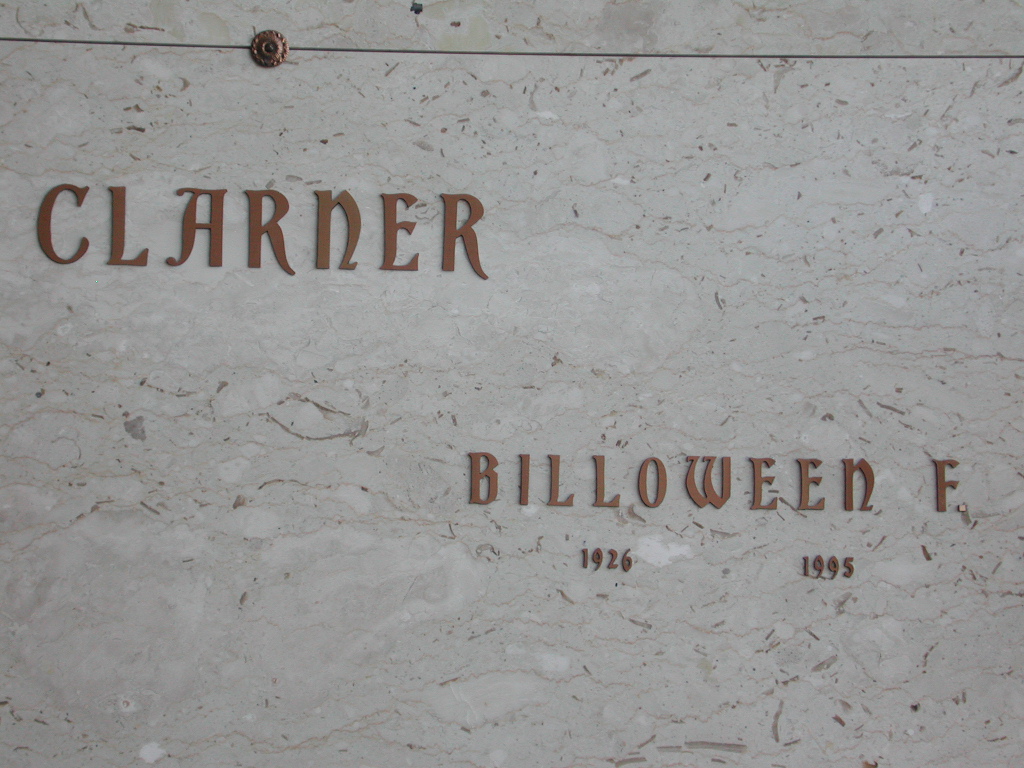 CLARNER
BILLOWEEN F.
1926 1995